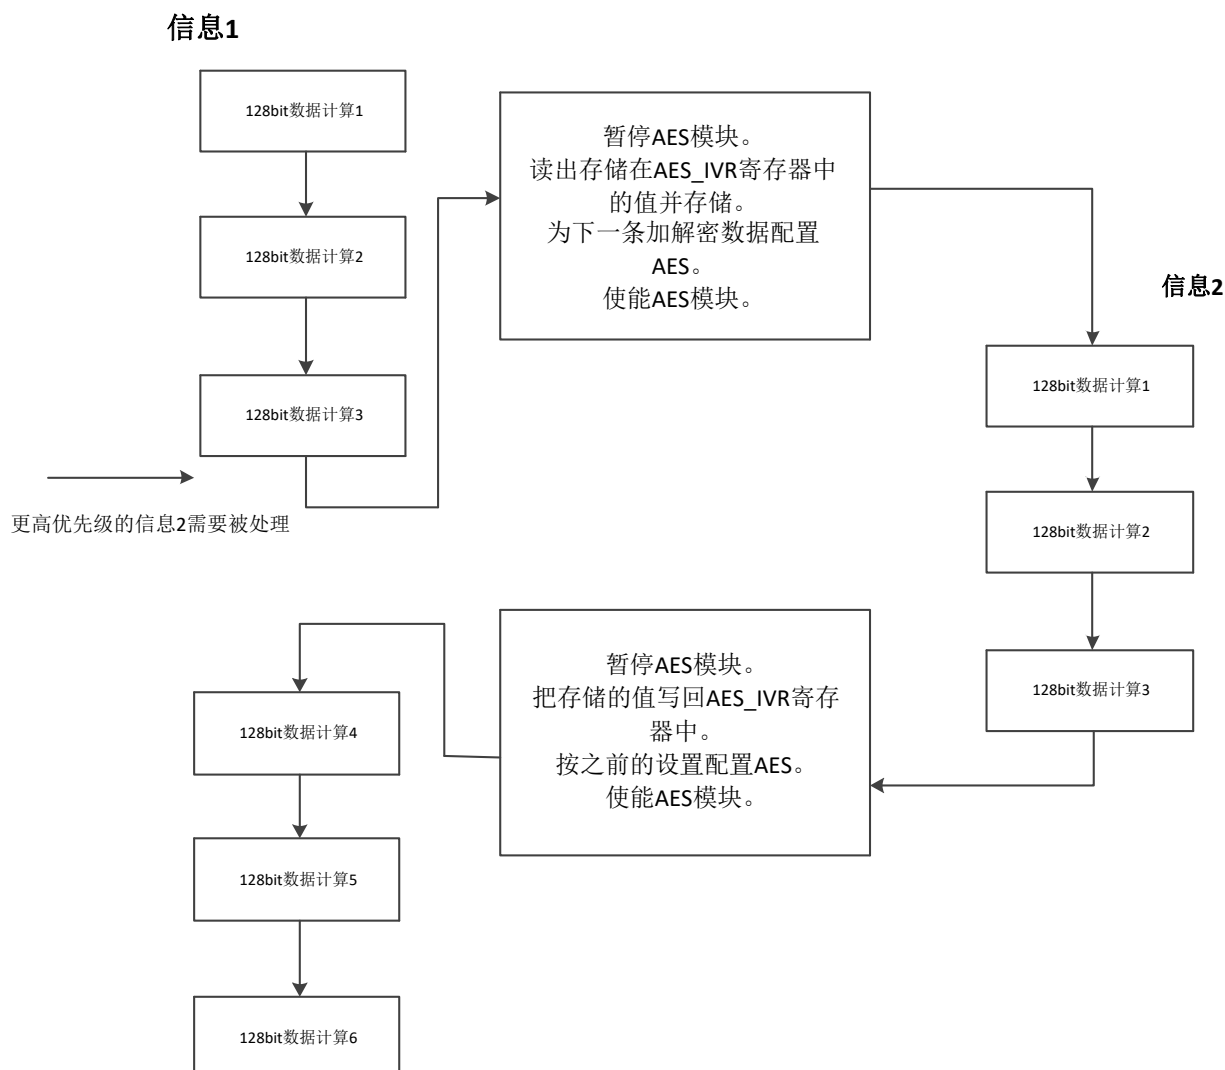 信息1
128bit数据计算1
128bit数据计算2
128bit数据计算3
更高优先级的信息2需要被处理
暂停AES模块。
读出存储在AES_IVR寄存器中
的值并存储。
为下一条加解密数据配置
AES。
使能AES模块。
信息2
128bit数据计算1
128bit数据计算2
128bit数据计算3
暂停AES模块。
把存储的值写回AES_IVR寄存
器中。
按之前的设置配置AES。
使能AES模块。
128bit数据计算4
128bit数据计算5
128bit数据计算6